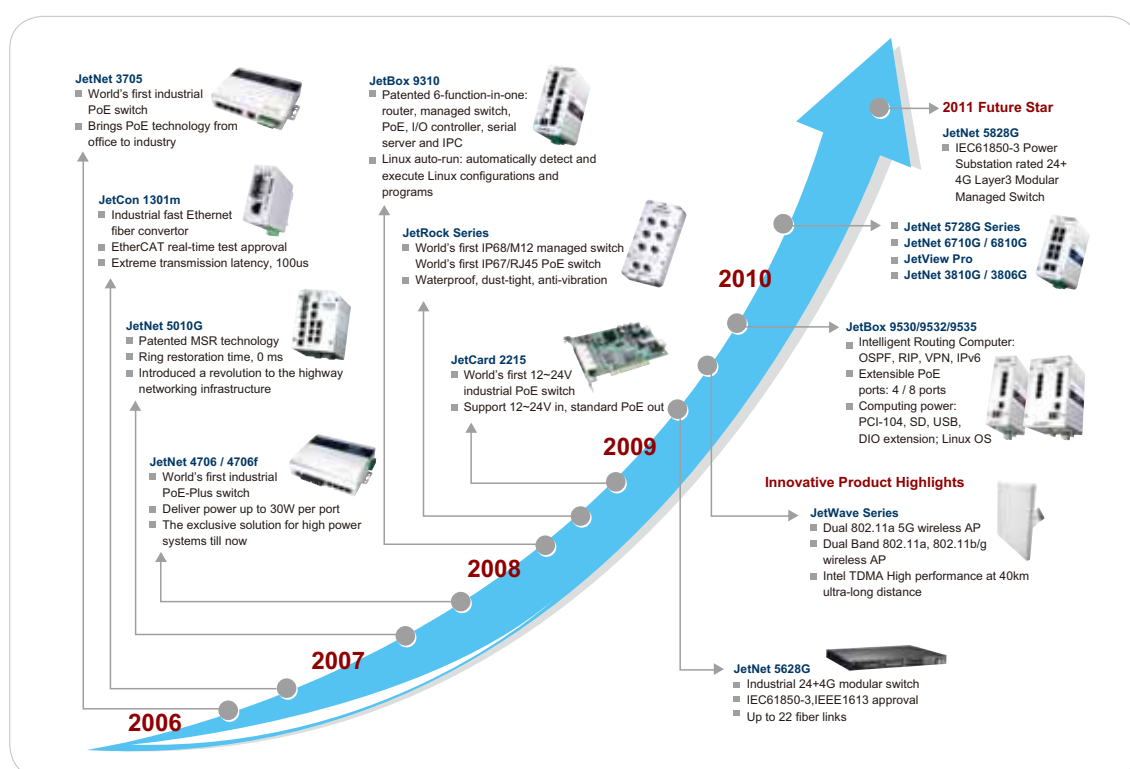 JetNet 3705
World's first industrial
PoE switch
Brings PoE technology from
office to industry
JetCon 1301m
Industrial fast Ethernet
fiber convertor
EtherCAT real-time test approval
Extreme transmission latency, 100us
JetNet 5010G
Patented MSR technology
Ring restoration time, 0 ms
Introduced a revolution to the highway
networking infrastructure
JetNet 4706 / 4706f
World's first industrial
PoE-Plus switch
Deliver power up to 30W per port
The exclusive solution for high power
systems till now
JetBox 9310
Patented 6-function-in-one:
router, managed switch,
PoE, I/O controller, serial
server and IPC
Linux auto-run: automatically detect and
execute Linux configurations and
programs
JetRock Series
World's first IP68/M12 managed switch
World's first IP67/RJ45 PoE switch
Waterproof, dust-tight, anti-vibration
JetCard 2215
World's first 12~24V
industrial PoE switch
Support 12~24V in, standard PoE out
2006
2007
2008
2009
2010
2011 Future Star
JetNet 5828G
IEC61850-3 Power
Substation rated 24+
4G Layer3 Modular
Managed Switch
JetNet 5728G Series
JetNet 6710G / 6810G
JetView Pro
JetNet 3810G / 3806G
JetBox 9530/9532/9535
Intelligent Routing Computer:
OSPF, RIP, VPN, IPv6
Extensible PoE
ports: 4 / 8 ports
Computing power:
PCI-104, SD, USB,
DIO extension; Linux OS
Innovative Product Highlights
JetWave Series
Dual 802.11a 5G wireless AP
Dual Band 802.11a, 802.11b/g
wireless AP
Intel TDMA High performance at 40km
ultra-long distance
JetNet 5628G
Industrial 24+4G modular switch
IEC61850-3,IEEE1613 approval
Up to 22 fiber links